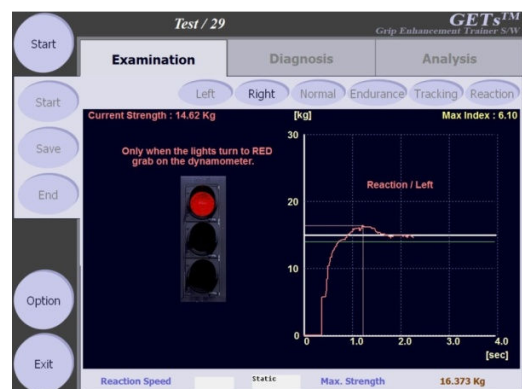 Test / 29
GETs™
Grip Enhancement Trainer S/W
Start
Examination
Diagnosis
Analysis
Left
Right
Normal
Endurance
Tracking
Reaction
Start
Save
End
Option
Exit
Current Strength : 14.62 Kg
[kg]
Max Index : 6.10
Only when the lights turn to RED
grab on the dynamometer.
Reaction / Left
30
20
10
0
0
1.0
2.0
3.0
4.0
[sec]
Reaction Speed
Static
Max. Strength
16.373 Kg